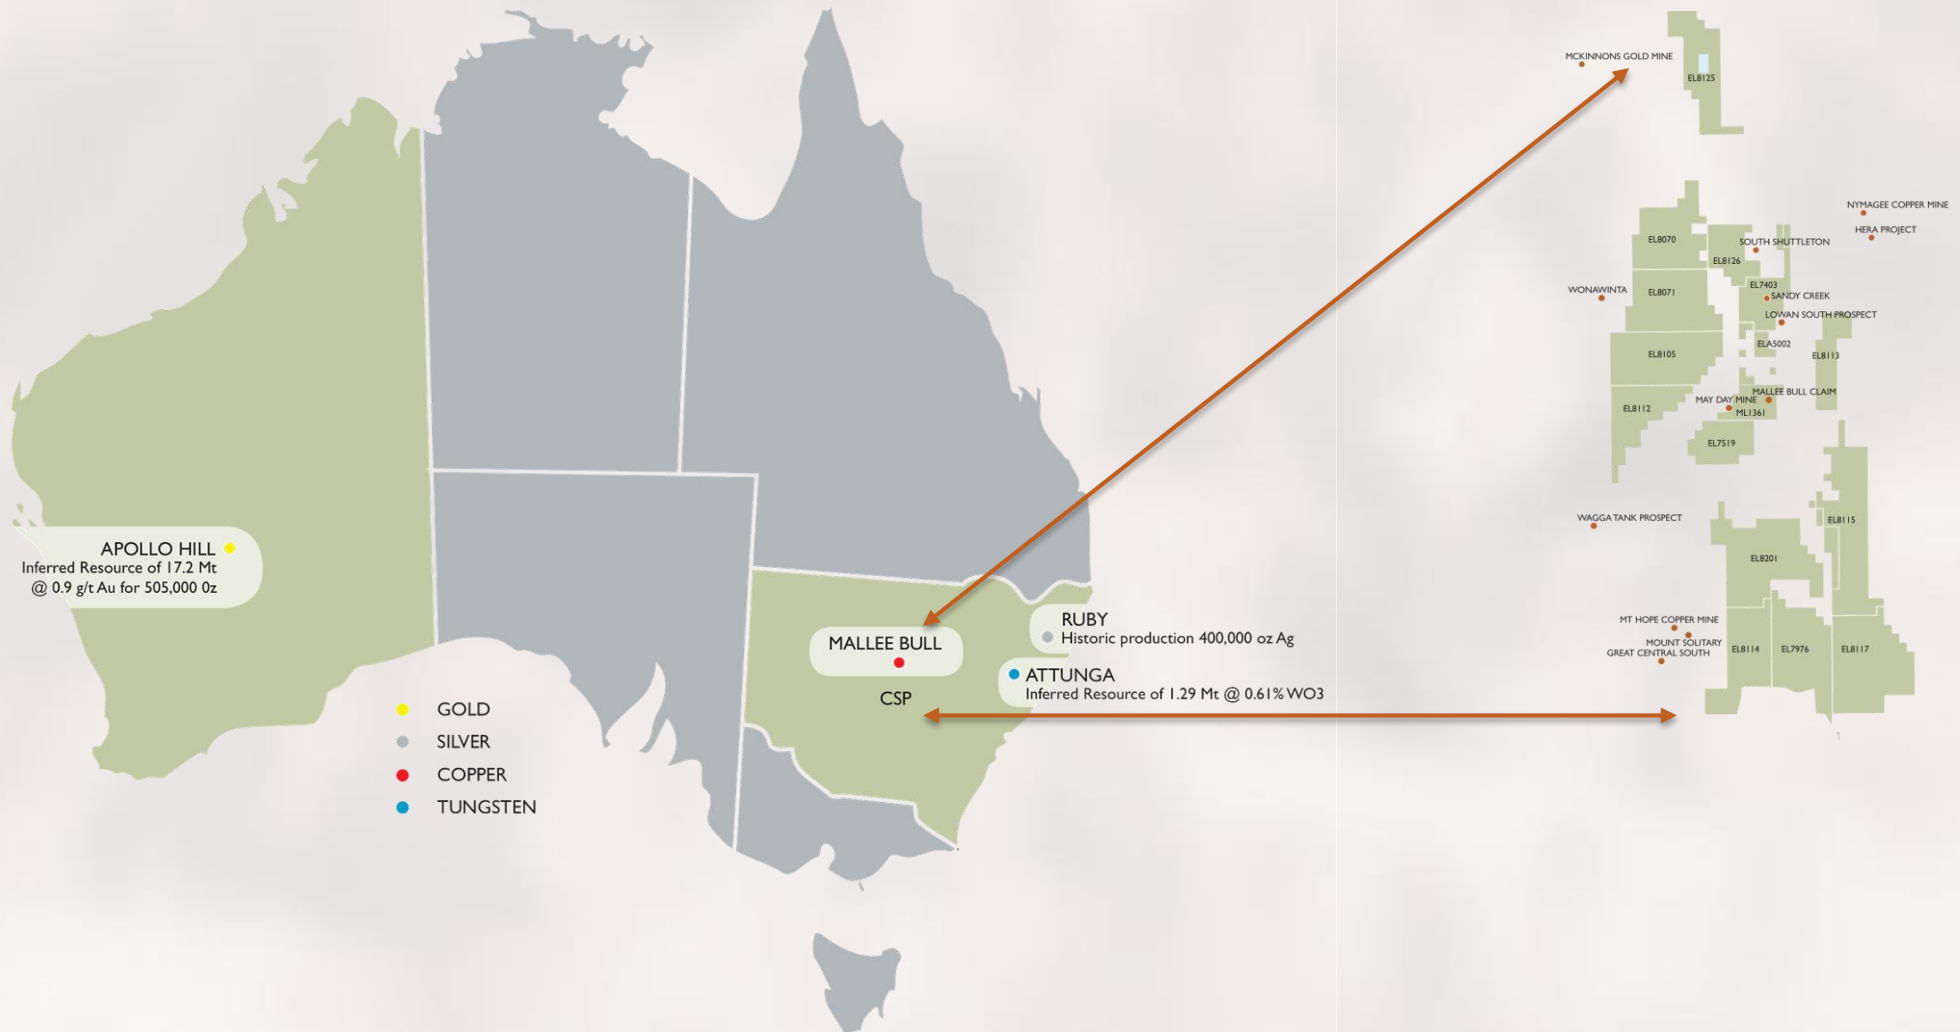 APOLLO HILL
Inferred Resource of 17.2 Mt
@ 0.9 g/t Au for 505,000 0z
GOLD
SILVER
COPPER
TUNGSTEN
MALLEE BULL
CSP
RUBY
Historic production 400,000 oz Ag
ATTUNGA
Inferred Resource of 1.29 Mt @ 0.61% WO3
MCKINNONS GOLD MINE
EL8125
NYMAGEE COPPER MINE
HERA PROJECT
EL8070
SOUTH SHUTTLETON
EL8126
WONAWINTA
EL8071
EL7403
SANDY CREEK
LOWAN SOUTH PROSPECT
ELA5002
EL8105
EL8113
MALLEE BULL CLAIM
MAY DAY MINE
EL8112
ML1361
EL7519
WAGGA TANK PROSPECT
EL8115
EL8201
MT HOPE COPPER MINE
MOUNT SOLITARY
GREAT CENTRAL SOUTH
EL8114
EL7976
EL8117